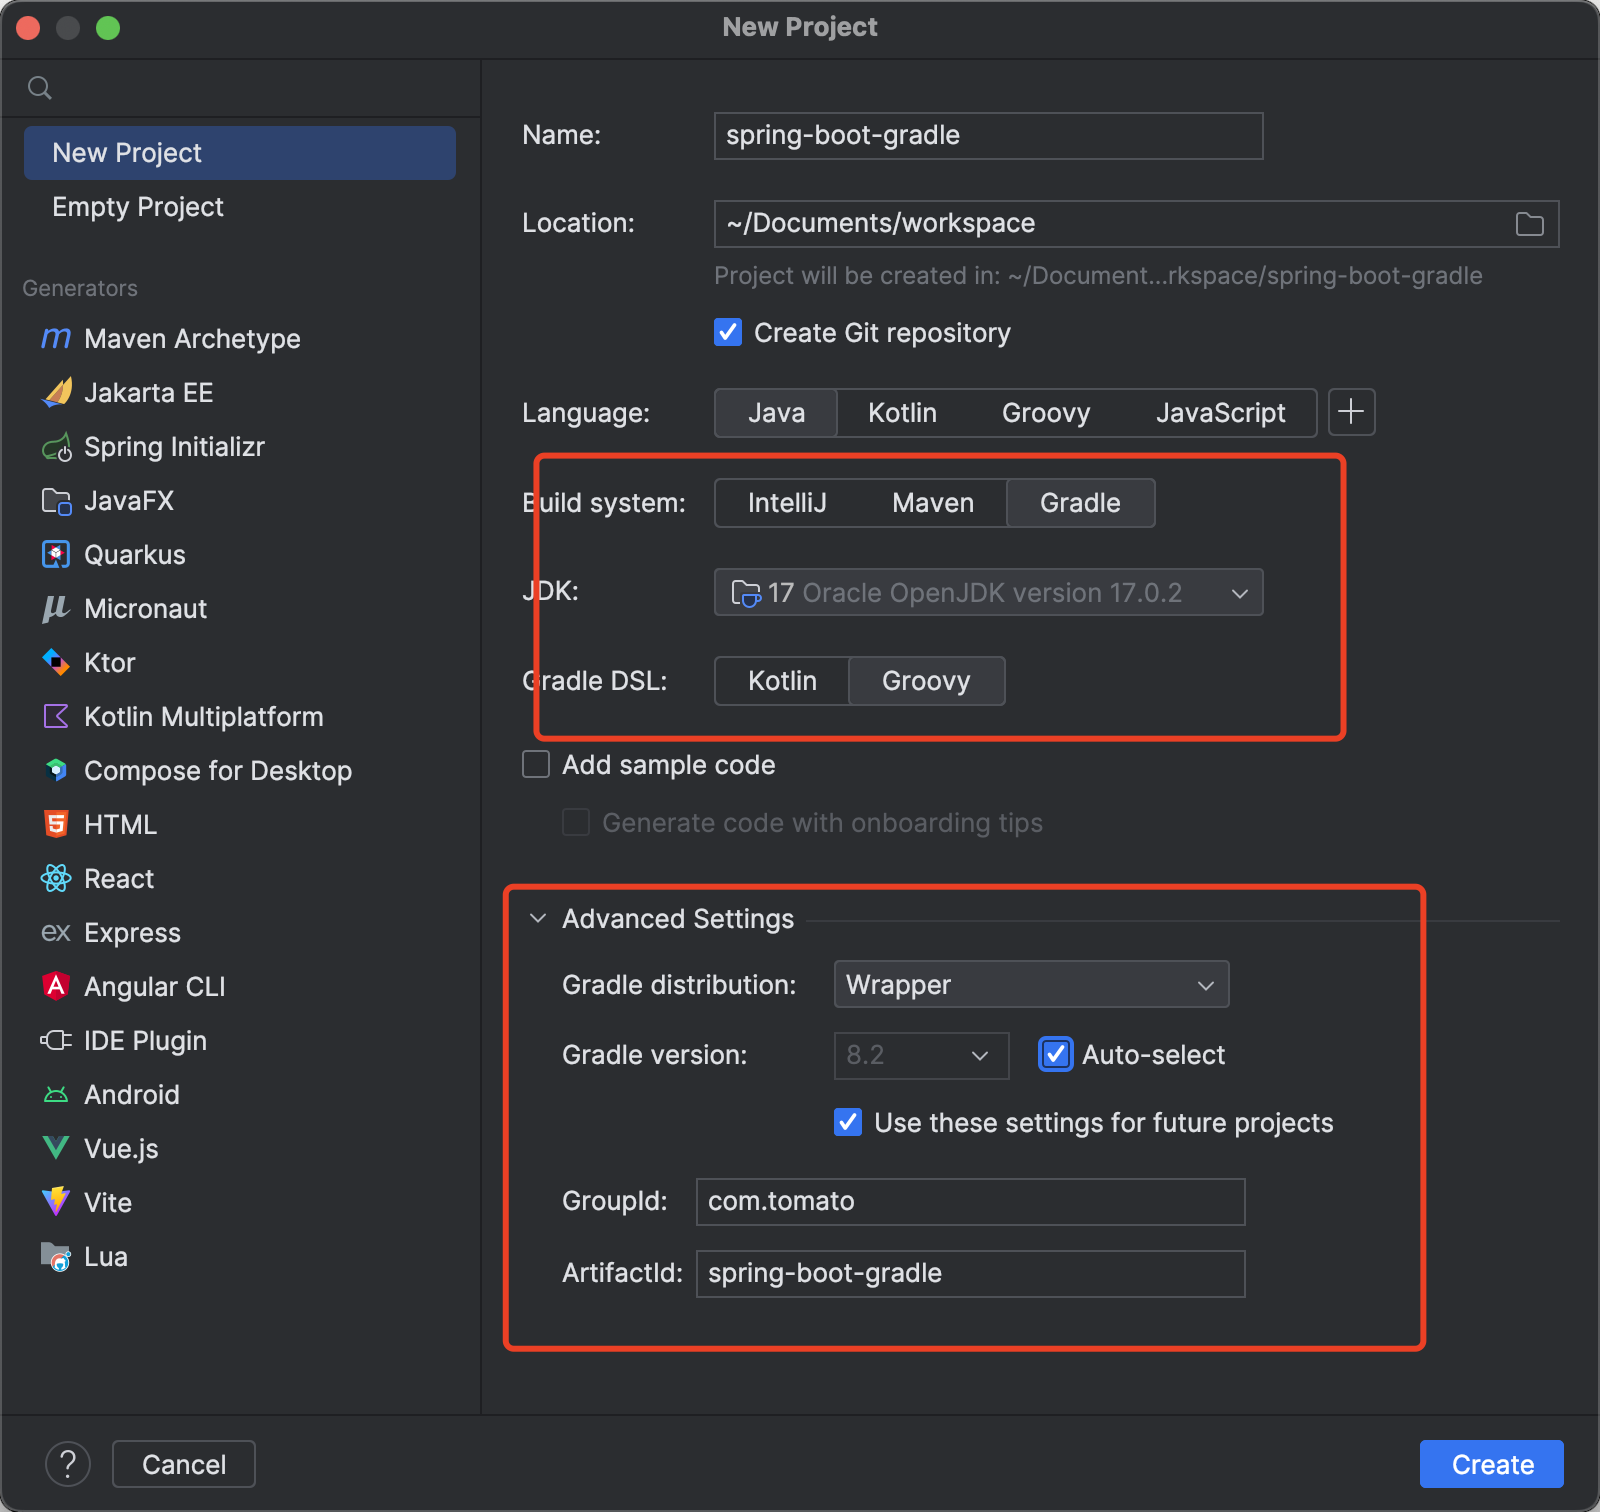 New Project
New Project
Empty Project
Generators
m Maven Archetype
Jakarta EE
Spring Initializr
JavaFX
Quarkus
μ Micronaut
Ktor
Kotlin Multiplatform
Compose for Desktop
5 HTML
React
ex Express
A Angular CLI
IDE Plugin
Android
Vue.js
Vite
Lua
Name: spring-boot-gradle
Location: ~/Documents/workspace
Project will be created in: ~/Document...rkspace/spring-boot-gradle
Create Git repository
Language: Java Kotlin Groovy JavaScript +
Build system: IntelliJ Maven Gradle
JDK: 17 Oracle OpenJDK version 17.0.2
Gradle DSL: Kotlin Groovy
Add sample code
Generate code with onboarding tips
Advanced Settings
Gradle distribution: Wrapper
Gradle version: 8.2 Auto-select
Use these settings for future projects
GroupId: com.tomato
ArtifactId: spring-boot-gradle
? Cancel Create